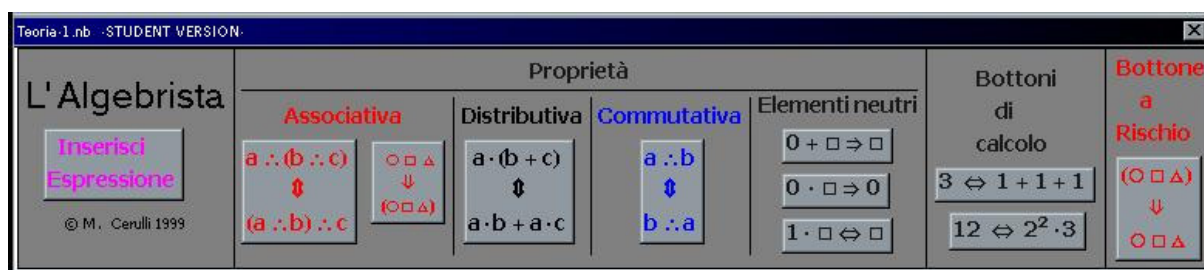 Teoria-1.nb -STUDENT VERSION-
L'Algebrista
Inserisci
Espressione
© M. Cerulli 1999
Proprietà
Associativa
a ∴ (b ∴ c)
⇕
(a ∴ b) ∴ c
○ □ △
⇓
(○ □ △)
Distributiva
a · (b + c)
⇕
a · b + a · c
Commutativa
a ∴ b
⇕
b ∴ a
Elementi neutri
0 + □ ⇒ □
0 · □ ⇒ 0
1 · □ ⇔ □
Bottoni
di
calcolo
3 ⇔ 1 + 1 + 1
12 ⇔ 2² · 3
Bottone
a
Rischio
(○ □ △)
⇓
○ □ △